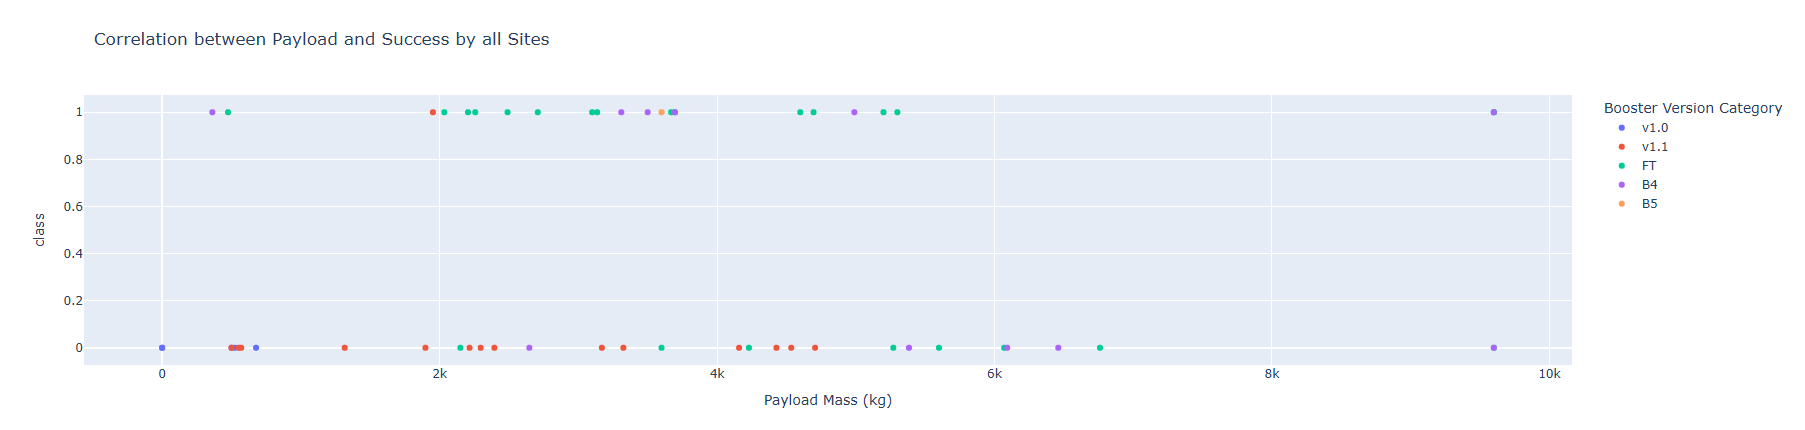 Correlation between Payload and Success by all Sites
Booster Version Category
v1.0
v1.1
FT
B4
B5
class
1
0.8
0.6
0.4
0.2
0
0
2k
4k
6k
8k
10k
Payload Mass (kg)